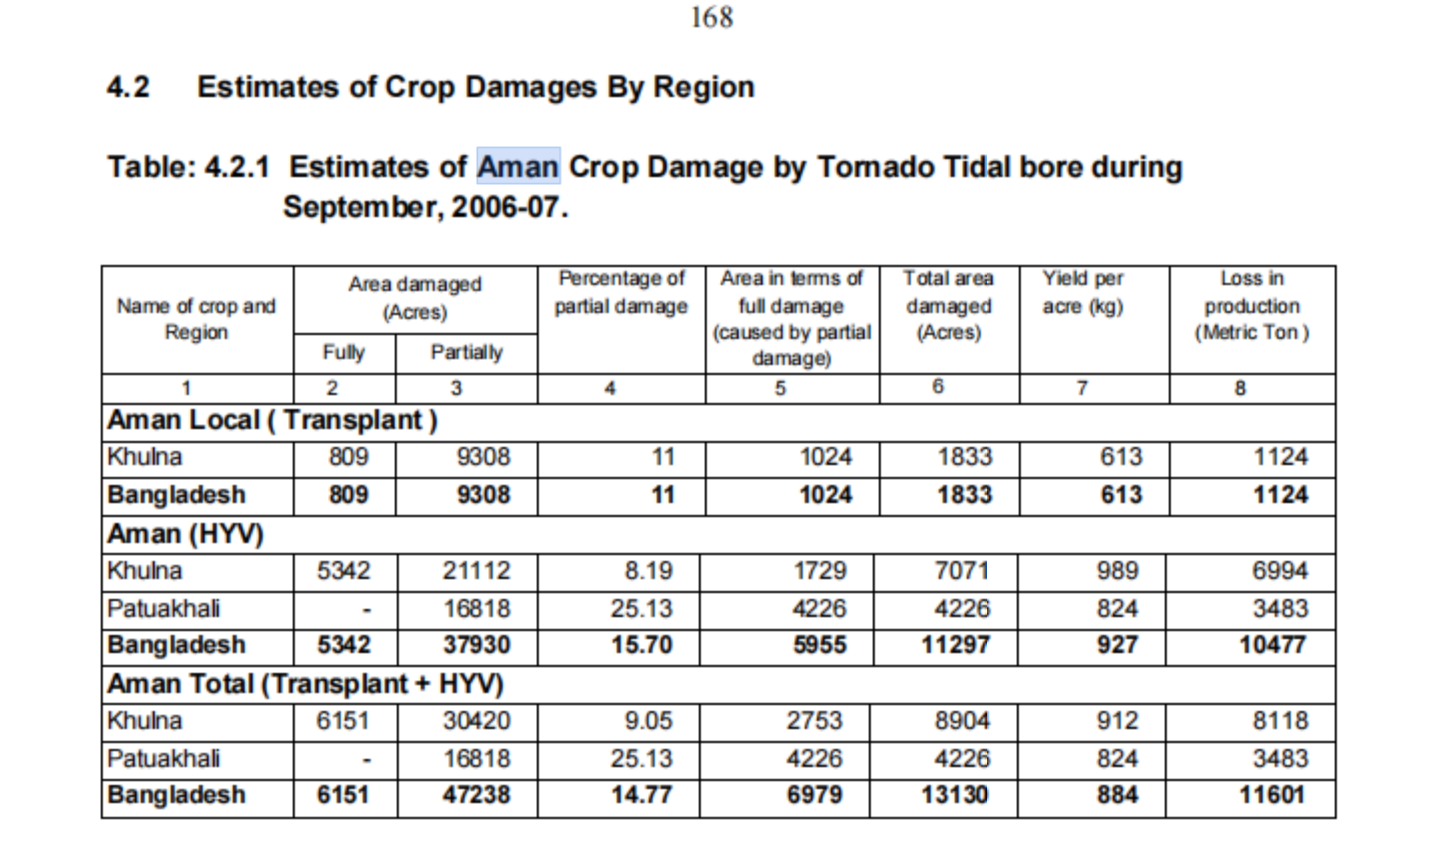 168
4.2 Estimates of Crop Damages By Region
Table: 4.2.1 Estimates of Aman Crop Damage by Tornado Tidal bore during
September, 2006-07.
Name of crop and Region | Area damaged (Acres) | Percentage of partial damage | Area in terms of full damage (caused by partial damage) | Total area damaged (Acres) | Yield per acre (kg) | Loss in production (Metric Ton )
Fully | Partially
1 2 3 4 5 6 7 8
Aman Local ( Transplant )
Khulna 809 9308 11 1024 1833 613 1124
Bangladesh 809 9308 11 1024 1833 613 1124
Aman (HYV)
Khulna 5342 21112 8.19 1729 7071 989 6994
Patuakhali - 16818 25.13 4226 4226 824 3483
Bangladesh 5342 37930 15.70 5955 11297 927 10477
Aman Total (Transplant + HYV)
Khulna 6151 30420 9.05 2753 8904 912 8118
Patuakhali - 16818 25.13 4226 4226 824 3483
Bangladesh 6151 47238 14.77 6979 13130 884 11601